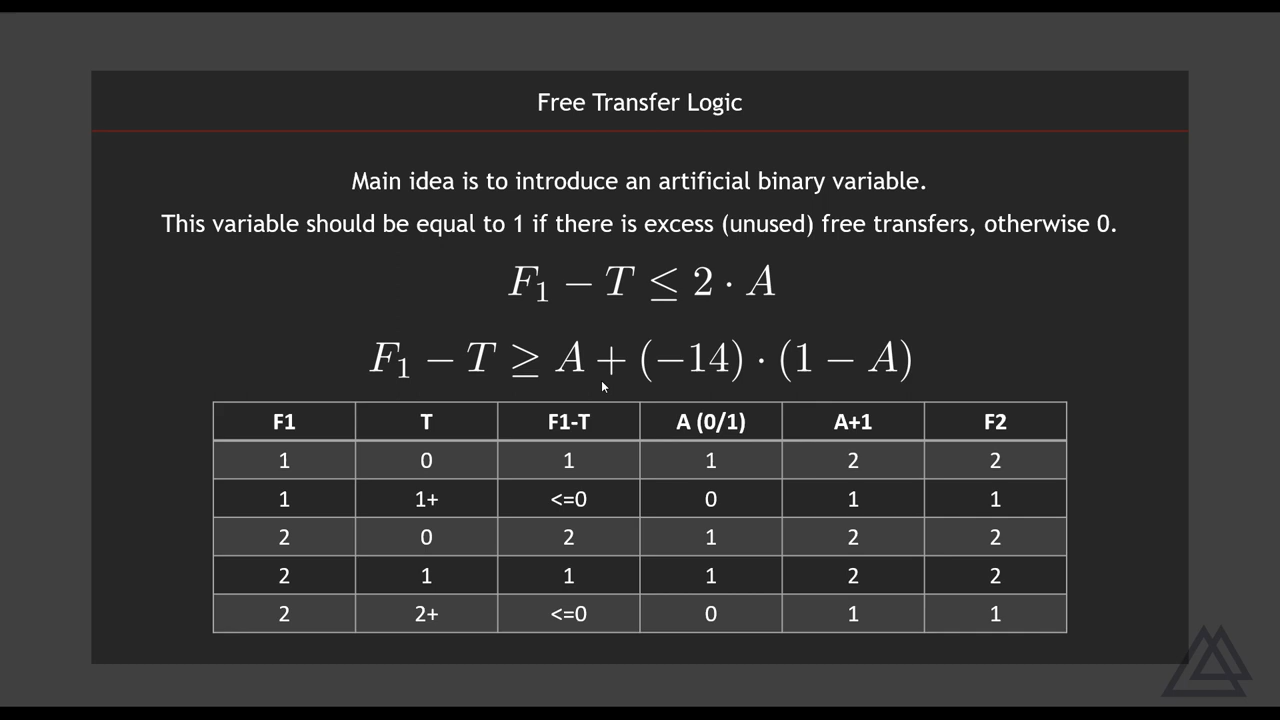 Free Transfer Logic
Main idea is to introduce an artificial binary variable.
This variable should be equal to 1 if there is excess (unused) free transfers, otherwise 0.
F₁ − T ≤ 2 · A
F₁ − T ≥ A + (−14) · (1 − A)
F1 T F1-T A (0/1) A+1 F2
1 0 1 1 2 2
1 1+ <=0 0 1 1
2 0 2 1 2 2
2 1 1 1 2 2
2 2+ <=0 0 1 1